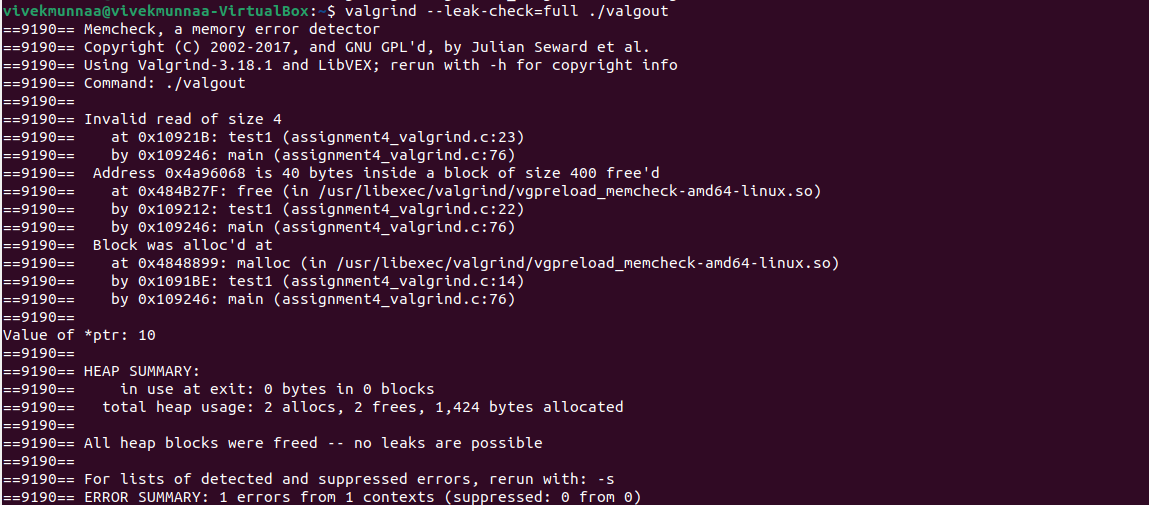 vivekmunnaa@vivekmunnaa-VirtualBox:~$ valgrind --leak-check=full ./valgout
==9190== Memcheck, a memory error detector
==9190== Copyright (C) 2002-2017, and GNU GPL'd, by Julian Seward et al.
==9190== Using Valgrind-3.18.1 and LibVEX; rerun with -h for copyright info
==9190== Command: ./valgout
==9190==
==9190== Invalid read of size 4
==9190==    at 0x10921B: test1 (assignment4_valgrind.c:23)
==9190==    by 0x109246: main (assignment4_valgrind.c:76)
==9190==  Address 0x4a96068 is 40 bytes inside a block of size 400 free'd
==9190==    at 0x484B27F: free (in /usr/libexec/valgrind/vgpreload_memcheck-amd64-linux.so)
==9190==    by 0x109212: test1 (assignment4_valgrind.c:22)
==9190==    by 0x109246: main (assignment4_valgrind.c:76)
==9190==  Block was alloc'd at
==9190==    at 0x4848899: malloc (in /usr/libexec/valgrind/vgpreload_memcheck-amd64-linux.so)
==9190==    by 0x1091BE: test1 (assignment4_valgrind.c:14)
==9190==    by 0x109246: main (assignment4_valgrind.c:76)
==9190==
Value of *ptr: 10
==9190==
==9190== HEAP SUMMARY:
==9190==     in use at exit: 0 bytes in 0 blocks
==9190==   total heap usage: 2 allocs, 2 frees, 1,424 bytes allocated
==9190==
==9190== All heap blocks were freed -- no leaks are possible
==9190==
==9190== For lists of detected and suppressed errors, rerun with: -s
==9190== ERROR SUMMARY: 1 errors from 1 contexts (suppressed: 0 from 0)